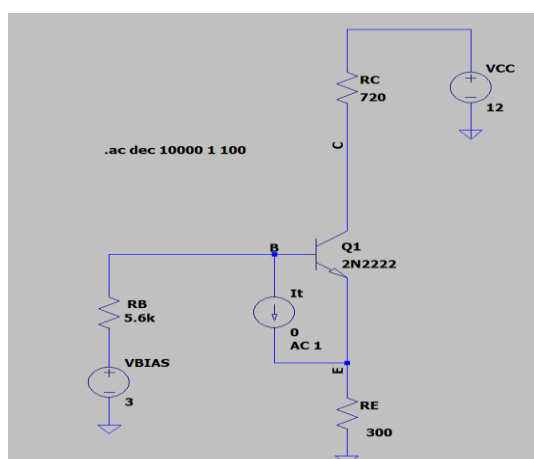 RC
720
VCC
12
.ac dec 10000 1 100
C
B
Q1
2N2222
It
0
AC 1
RB
5.6k
VBIAS
3
E
RE
300